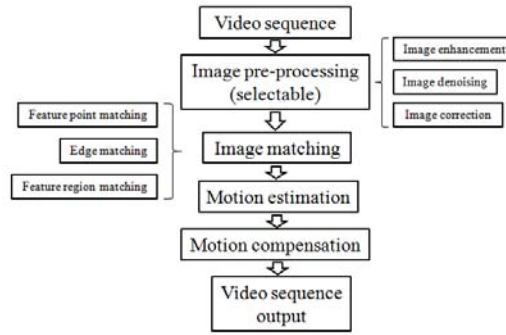 Video sequence
Image pre-processing
(selectable)
Image enhancement
Image denoising
Image correction
Feature point matching
Edge matching
Feature region matching
Image matching
Motion estimation
Motion compensation
Video sequence
output